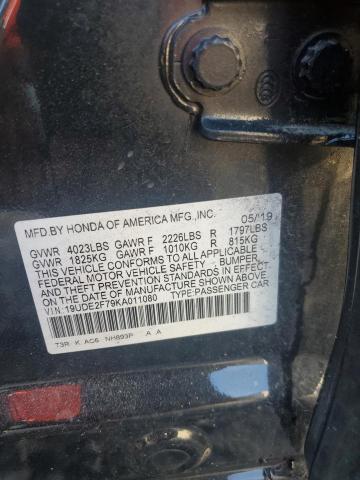 MFD BY HONDA OF AMERICA MFG.,INC. 05/19
GVWR 4023LBS GAWR F 2226LBS R 1797LBS
GVWR 1825KG GAWR F 1010KG R 815KG
THIS VEHICLE CONFORMS TO ALL APPLICABLE
FEDERAL MOTOR VEHICLE SAFETY, BUMPER,
AND THEFT PREVENTION STANDARDS IN EFFECT
ON THE DATE OF MANUFACTURE SHOWN ABOVE
V.I.N:19UDE2F79KA011080 TYPE:PASSENGER CAR
T3R K AC6 NH893P A A